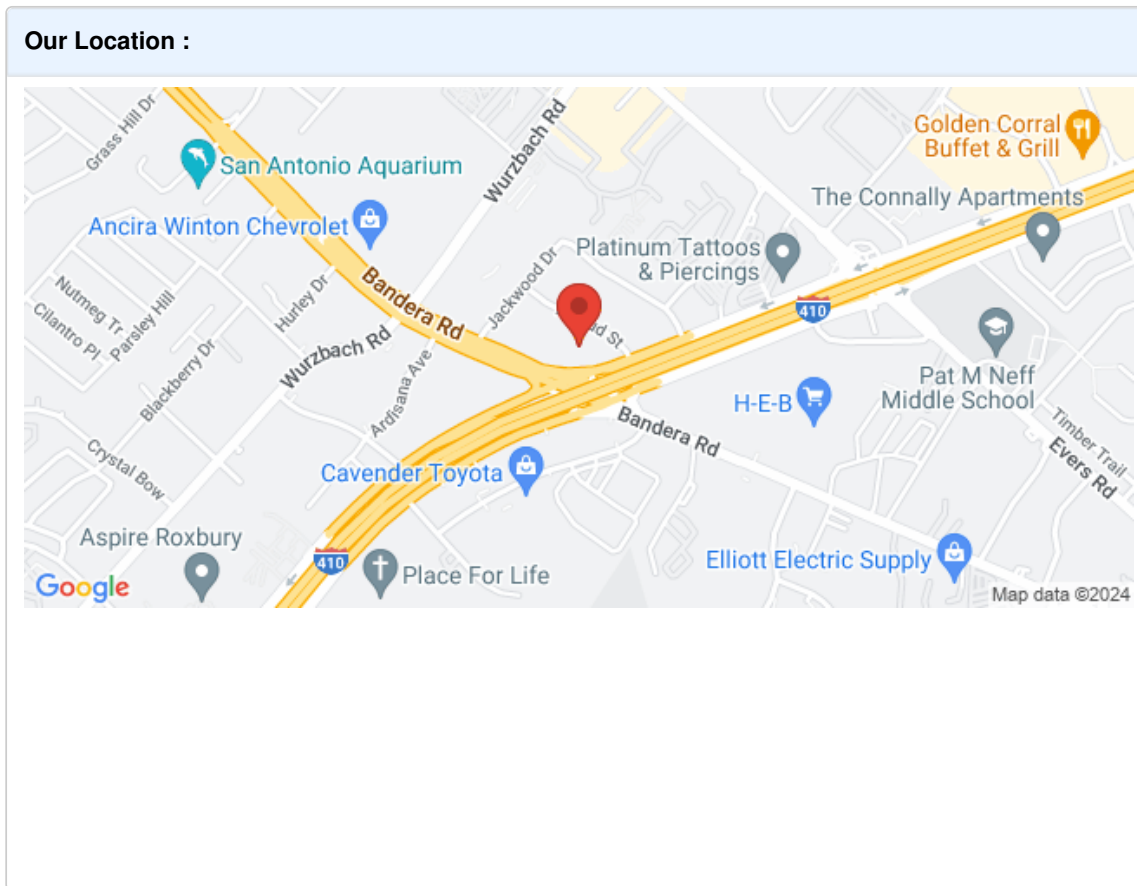 Our Location :
Grass Hill Dr
San Antonio Aquarium
Wurzbach Rd
Golden Corral
Buffet & Grill
Ancira Winton Chevrolet
The Connally Apartments
Platinum Tattoos
& Piercings
Jackwood Dr
Bandera Rd
Hurley Dr
Nutmeg Tr
Parsley Hill
Cilantro Pl
St
410
Wurzbach Rd
Blackberry Dr
Ardisana Ave
Pat M Neff
Middle School
H-E-B
Bandera Rd
Timber Trail
Evers Rd
Crystal Bow
Cavender Toyota
Aspire Roxbury
410
Place For Life
Elliott Electric Supply
Google
Map data ©2024